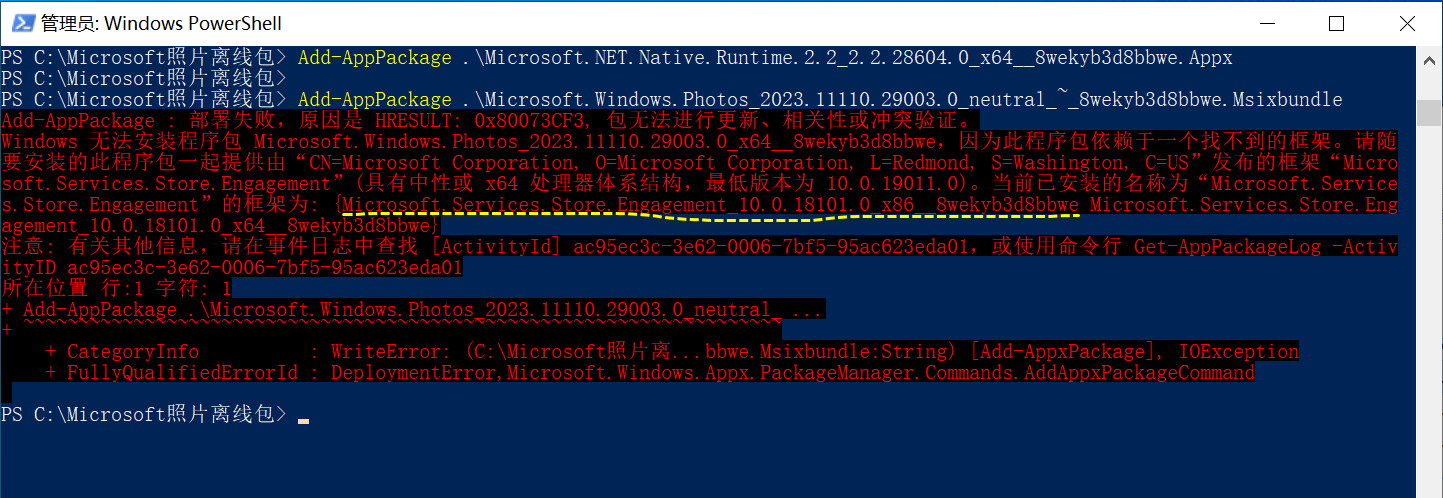 管理员: Windows PowerShell
PS C:\Microsoft照片离线包> Add-AppPackage .\Microsoft.NET.Native.Runtime.2.2_2.2.28604.0_x64__8wekyb3d8bbwe.Appx
PS C:\Microsoft照片离线包>
PS C:\Microsoft照片离线包> Add-AppPackage .\Microsoft.Windows.Photos_2023.11110.29003.0_neutral_~_8wekyb3d8bbwe.Msixbundle
Add-AppPackage : 部署失败，原因是 HRESULT: 0x80073CF3, 包无法进行更新、相关性或冲突验证。
Windows 无法安装程序包 Microsoft.Windows.Photos_2023.11110.29003.0_x64__8wekyb3d8bbwe，因为此程序包依赖于一个找不到的框架。请随
要安装的此程序包一起提供由“CN=Microsoft Corporation, O=Microsoft Corporation, L=Redmond, S=Washington, C=US”发布的框架“Micro
soft.Services.Store.Engagement”(具有中性或 x64 处理器体系结构，最低版本为 10.0.19011.0)。当前已安装的名称为“Microsoft.Service
s.Store.Engagement”的框架为: {Microsoft.Services.Store.Engagement_10.0.18101.0_x86__8wekyb3d8bbwe Microsoft.Services.Store.Eng
agement_10.0.18101.0_x64__8wekyb3d8bbwe}
注意: 有关其他信息，请在事件日志中查找 [ActivityId] ac95ec3c-3e62-0006-7bf5-95ac623eda01，或使用命令行 Get-AppPackageLog -Activ
ityID ac95ec3c-3e62-0006-7bf5-95ac623eda01
所在位置 行:1 字符: 1
+ Add-AppPackage .\Microsoft.Windows.Photos_2023.11110.29003.0_neutral_ ...
+ ~~~~~~~~~~~~~~~~~~~~~~~~~~~~~~~~~~~~~~~~~~~~~~~~~~~~~~~~~~~~~~~~~~~~~
+ CategoryInfo          : WriteError: (C:\Microsoft照片离...bbwe.Msixbundle:String) [Add-AppxPackage], IOException
+ FullyQualifiedErrorId : DeploymentError,Microsoft.Windows.Appx.PackageManager.Commands.AddAppxPackageCommand
PS C:\Microsoft照片离线包>